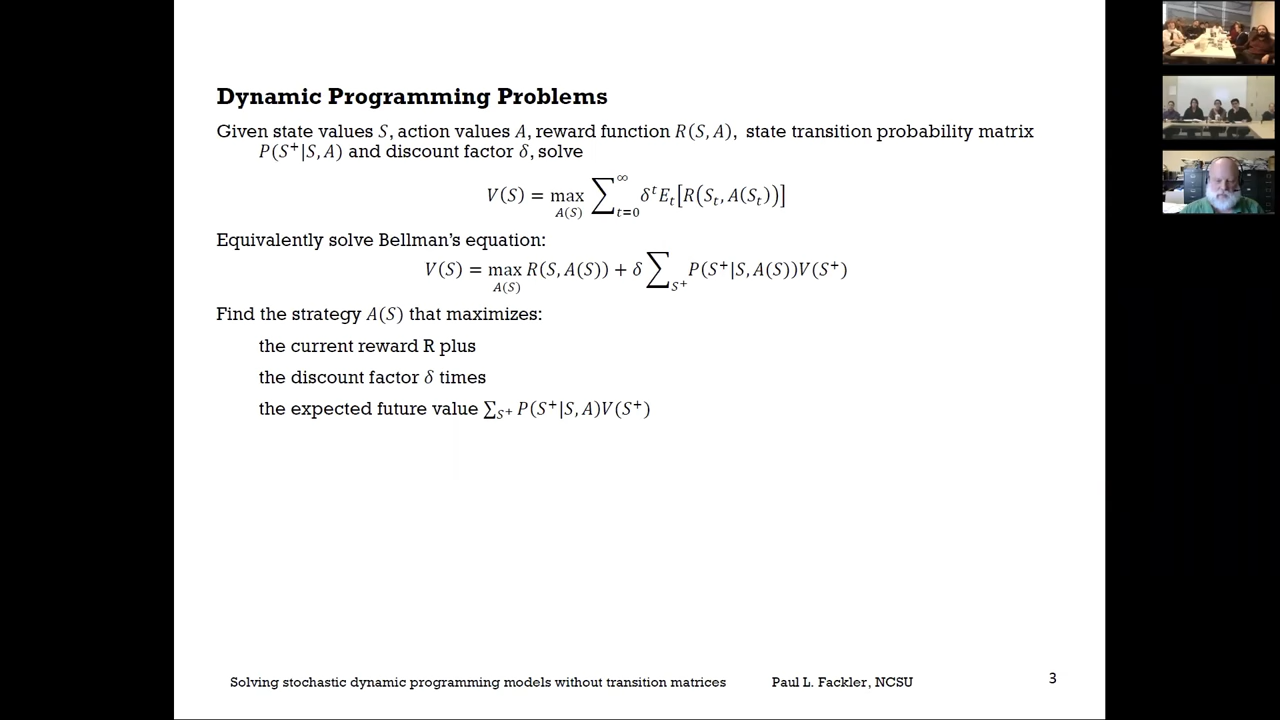 Dynamic Programming Problems
Given state values S, action values A, reward function R(S, A), state transition probability matrix
P(S⁺|S, A) and discount factor δ, solve
V(S) = max_{A(S)} ∑_{t=0}^{∞} δ^t E_t[R(S_t, A(S_t))]
Equivalently solve Bellman's equation:
V(S) = max_{A(S)} R(S, A(S)) + δ ∑_{S⁺} P(S⁺|S, A(S))V(S⁺)
Find the strategy A(S) that maximizes:
the current reward R plus
the discount factor δ times
the expected future value ∑_{S⁺} P(S⁺|S, A)V(S⁺)
Solving stochastic dynamic programming models without transition matrices Paul L. Fackler, NCSU 3